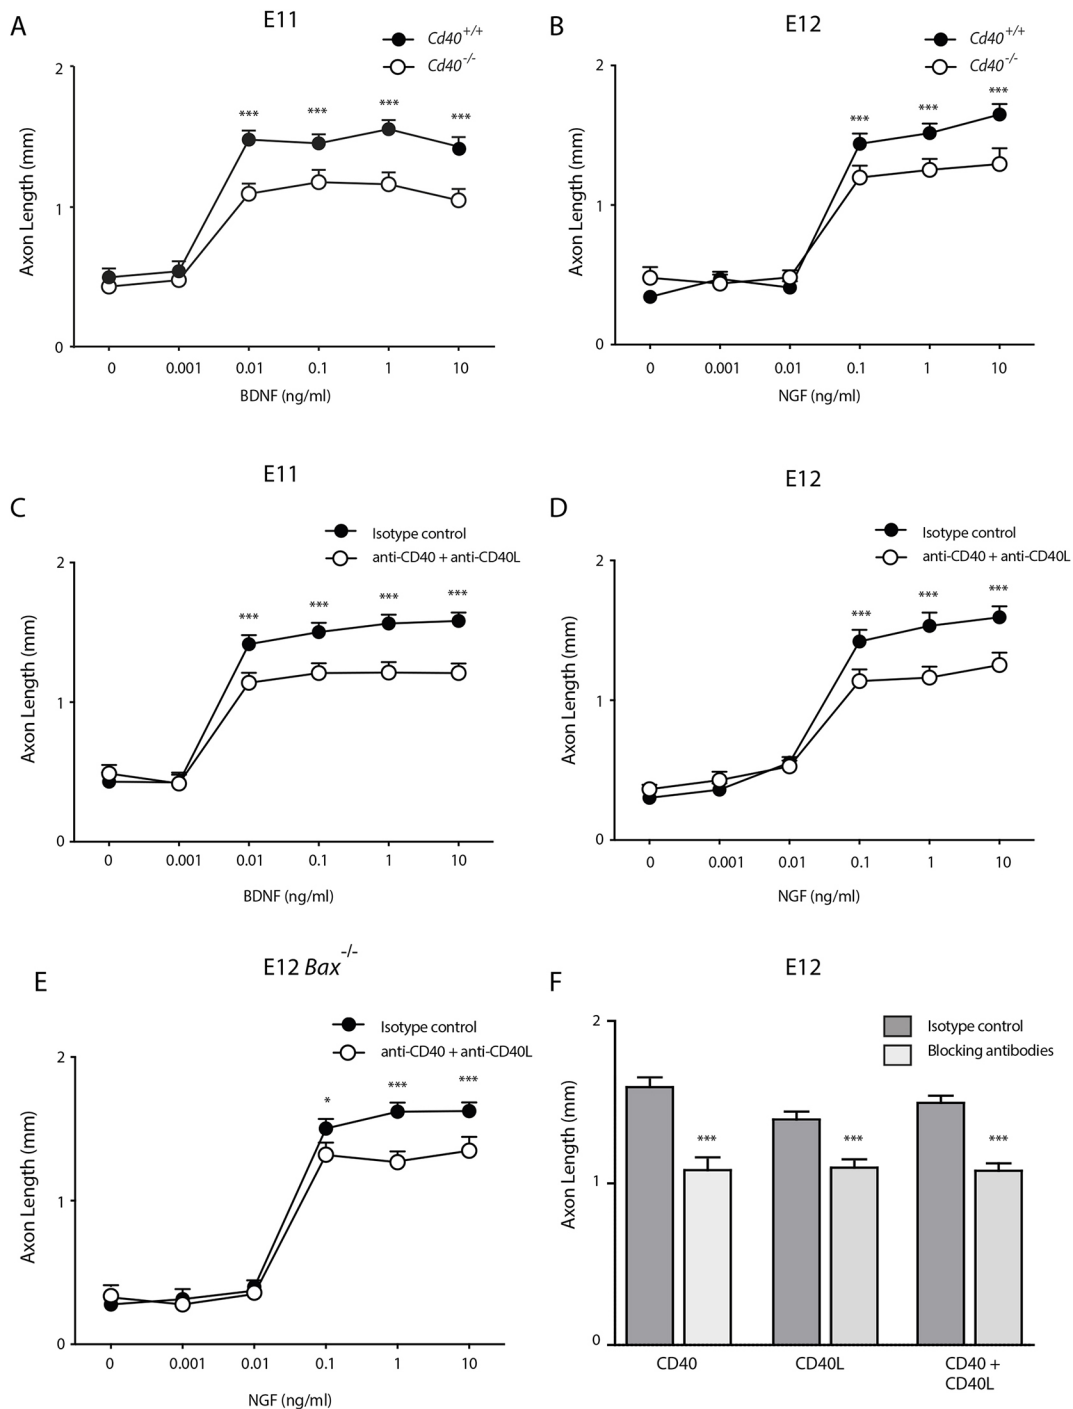 A
E11
Cd40+/+
Cd40-/-
2
***
***
***
***
1
0
Axon Length (mm)
0 0.001 0.01 0.1 1 10
BDNF (ng/ml)
B
E12
Cd40+/+
Cd40-/-
2
***
***
***
1
0
Axon Length (mm)
0 0.001 0.01 0.1 1 10
NGF (ng/ml)
C
E11
Isotype control
anti-CD40 + anti-CD40L
2
***
***
***
***
1
0
Axon Length (mm)
0 0.001 0.01 0.1 1 10
BDNF (ng/ml)
D
E12
Isotype control
anti-CD40 + anti-CD40L
2
***
***
***
1
0
Axon Length (mm)
0 0.001 0.01 0.1 1 10
NGF (ng/ml)
E
E12 Bax-/-
Isotype control
anti-CD40 + anti-CD40L
2
*
***
***
1
0
Axon Length (mm)
0 0.001 0.01 0.1 1 10
NGF (ng/ml)
F
E12
Isotype control
Blocking antibodies
2
***
***
***
1
0
Axon Length (mm)
CD40 CD40L CD40 +
CD40L